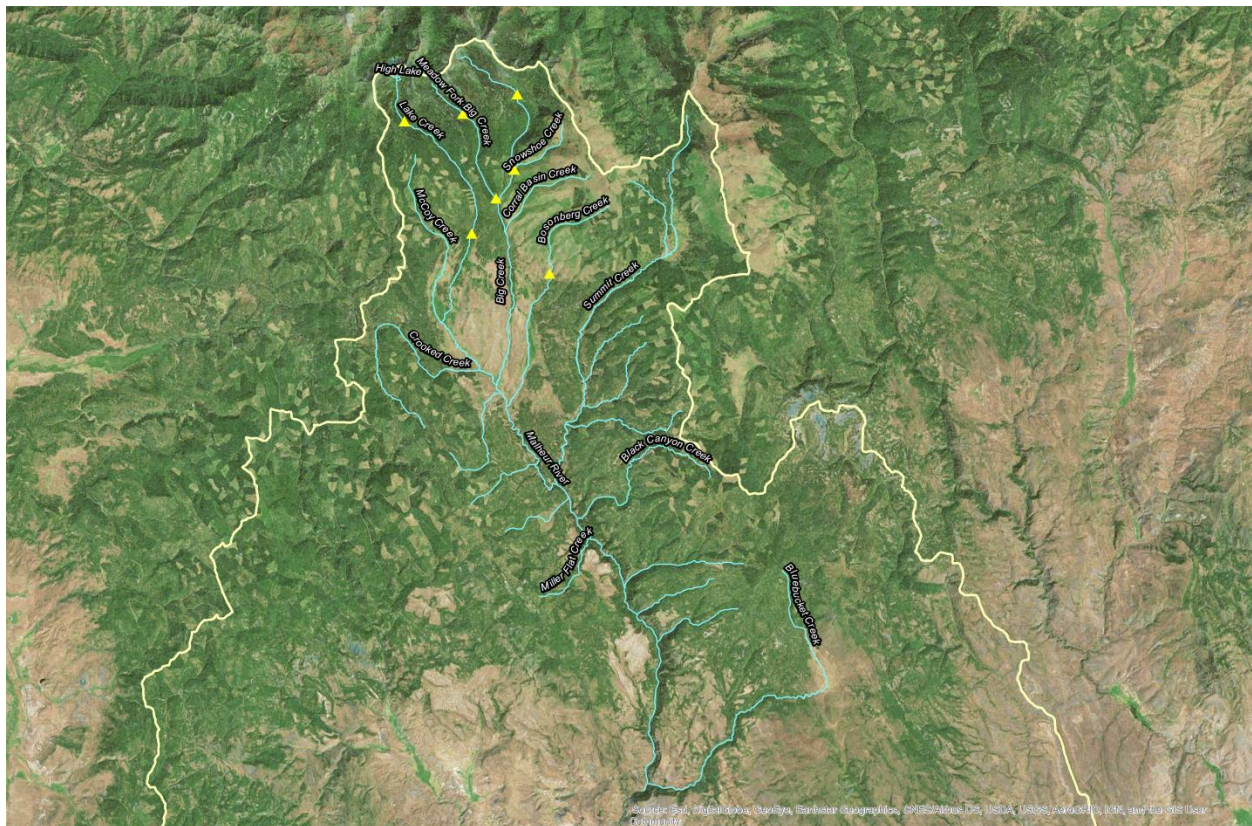 High Lake
Meadow Fork Big Creek
Lake Creek
Snowshoe Creek
Corral Basin Creek
McCoy Creek
Bosonberg Creek
Big Creek
Summit Creek
Crooked Creek
Malheur River
Black Canyon Creek
Miller Flat Creek
Bluebucket Creek
Source: Esri, DigitalGlobe, GeoEye, Earthstar Geographics, CNES/Airbus DS, USDA, USGS, AeroGRID, IGN, and the GIS User
Community